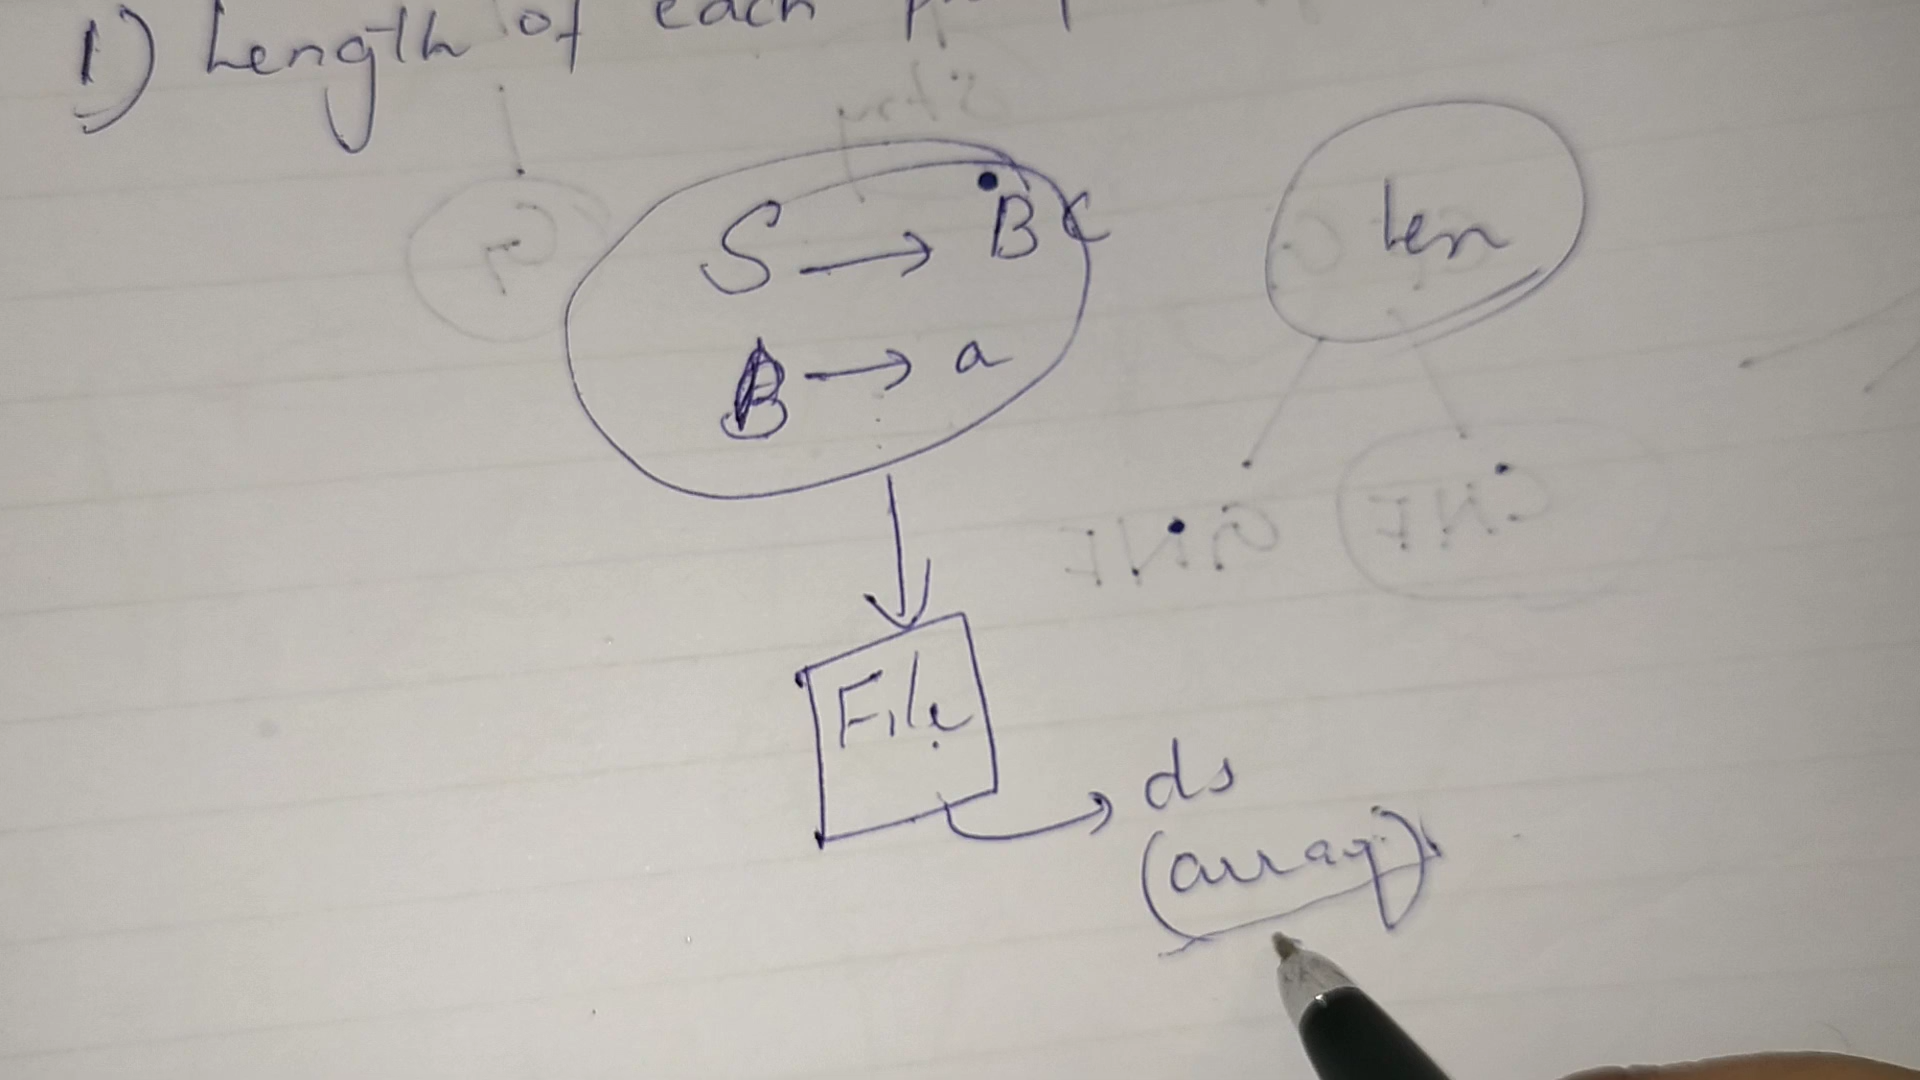 1) Length of each
S → BC
B → a
len
File
ds
(array)